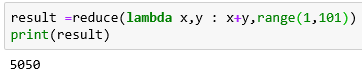 result =reduce(lambda x,y : x+y,range(1,101))
print(result)
5050